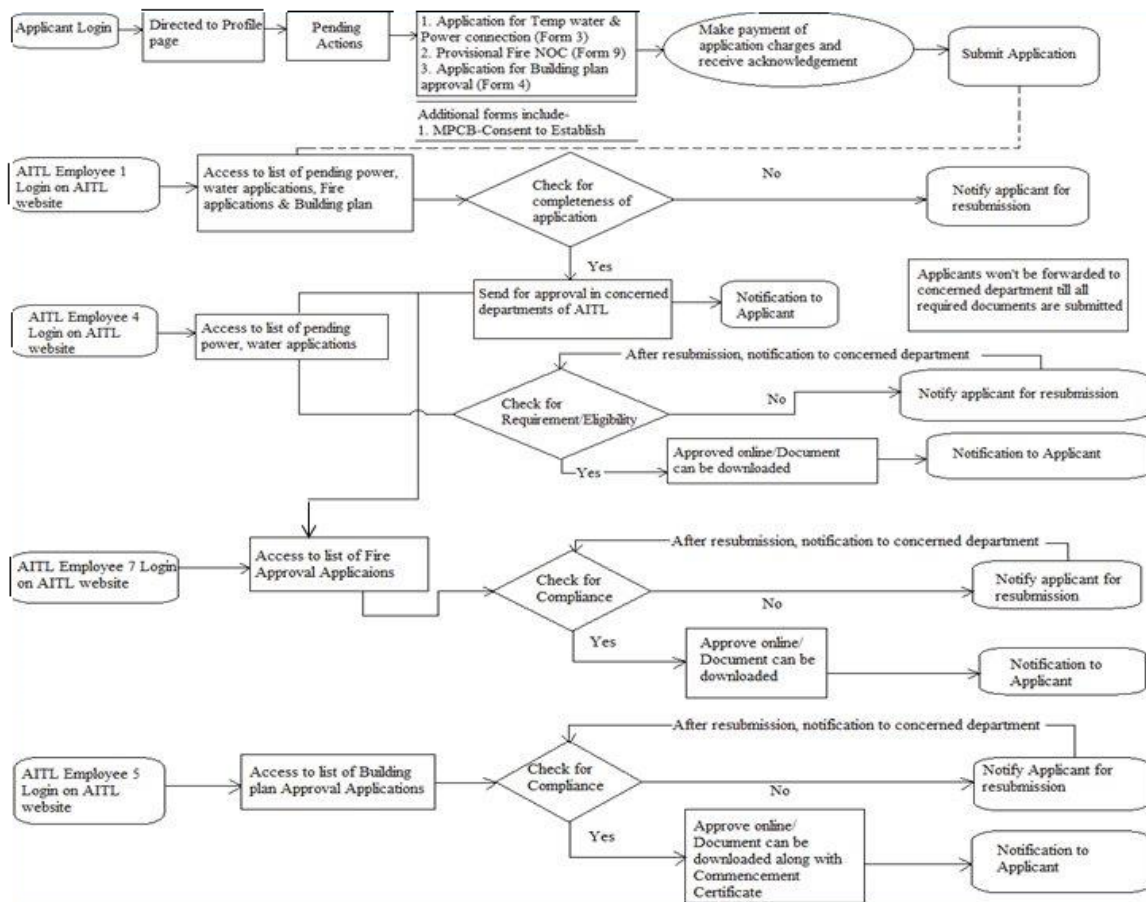 Applicant Login
Directed to Profile
page
Pending
Actions
1. Application for Temp water &
Power connection (Form 3)
2. Provisional Fire NOC (Form 9)
3. Application for Building plan
approval (Form 4)
Make payment of
application charges and
receive acknowledgement
Submit Application
Additional forms include-
1. MPCB-Consent to Establish
AITL Employee 1
Login on AITL
website
Access to list of pending power,
water applications, Fire
applications & Building plan
Check for
completeness of
application
No
Notify applicant for
resubmission
Yes
Send for approval in concerned
departments of AITL
Notification to
Applicant
Applicants won't be forwarded to
concerned department till all
required documents are submitted
AITL Employee 4
Login on AITL
website
Access to list of pending
power, water applications
After resubmission, notification to concerned department
Check for
Requirement/Eligibility
No
Notify applicant for resubmission
Yes
Approved online/Document
can be downloaded
Notification to Applicant
AITL Employee 7 Login
on AITL website
Access to list of Fire
Approval Applicaions
After resubmission, notification to concerned department
Check for
Compliance
No
Notify applicant for
resubmission
Yes
Approve online/
Document can be
downloaded
Notification to
Applicant
AITL Employee 5
Login on AITL
website
Access to list of Building
plan Approval Applications
After resubmission, notification to concerned department
Check for
Compliance
No
Notify Applicant for
resubmission
Yes
Approve online/
Document can be
downloaded along with
Commencement
Certificate
Notification to
Applicant